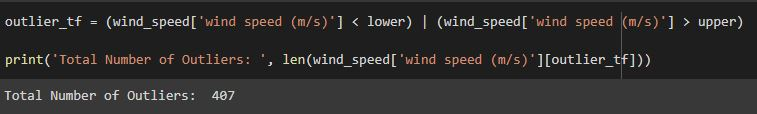 outlier_tf = (wind_speed['wind speed (m/s)'] < lower) | (wind_speed['wind speed (m/s)'] > upper)
print('Total Number of Outliers: ', len(wind_speed['wind speed (m/s)'][outlier_tf]))
Total Number of Outliers:  407